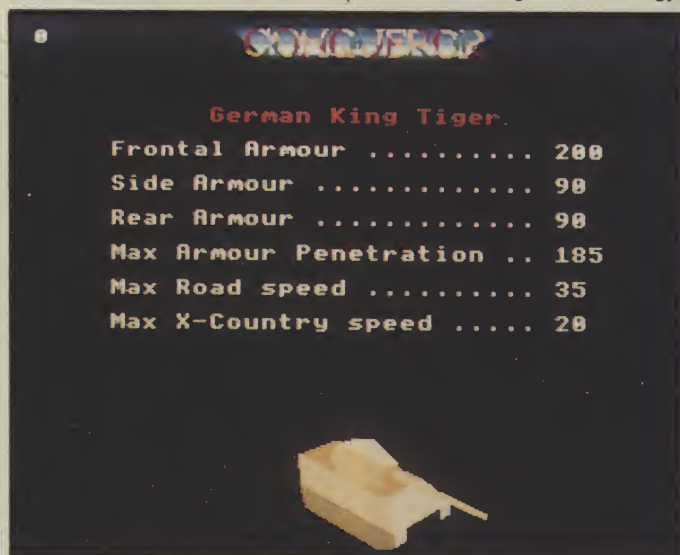 0
CONQUEROR
German King Tiger.
Frontal Armour .......... 200
Side Armour ............. 90
Rear Armour ............. 90
Max Armour Penetration .. 185
Max Road speed .......... 35
Max X-Country speed ..... 20